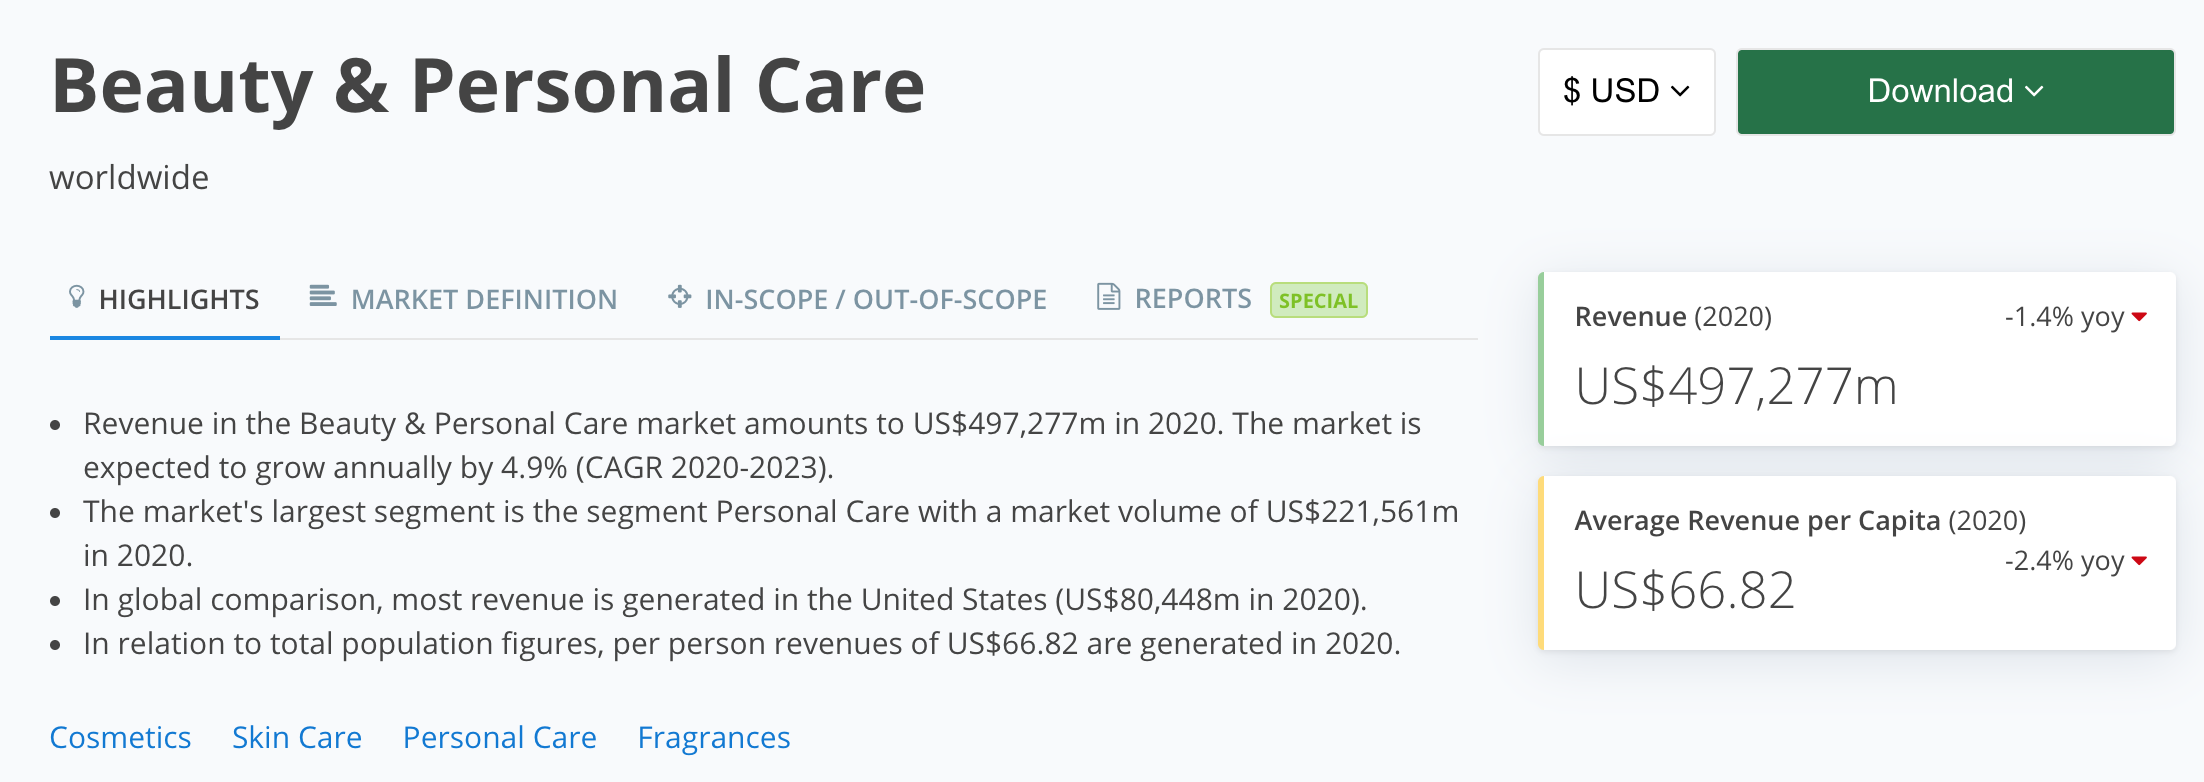 Beauty & Personal Care
worldwide
$ USD
Download
HIGHLIGHTS
MARKET DEFINITION
IN-SCOPE / OUT-OF-SCOPE
REPORTS
SPECIAL
• Revenue in the Beauty & Personal Care market amounts to US$497,277m in 2020. The market is
expected to grow annually by 4.9% (CAGR 2020-2023).
• The market's largest segment is the segment Personal Care with a market volume of US$221,561m
in 2020.
• In global comparison, most revenue is generated in the United States (US$80,448m in 2020).
• In relation to total population figures, per person revenues of US$66.82 are generated in 2020.
Cosmetics
Skin Care
Personal Care
Fragrances
Revenue (2020)
-1.4% yoy
US$497,277m
Average Revenue per Capita (2020)
-2.4% yoy
US$66.82